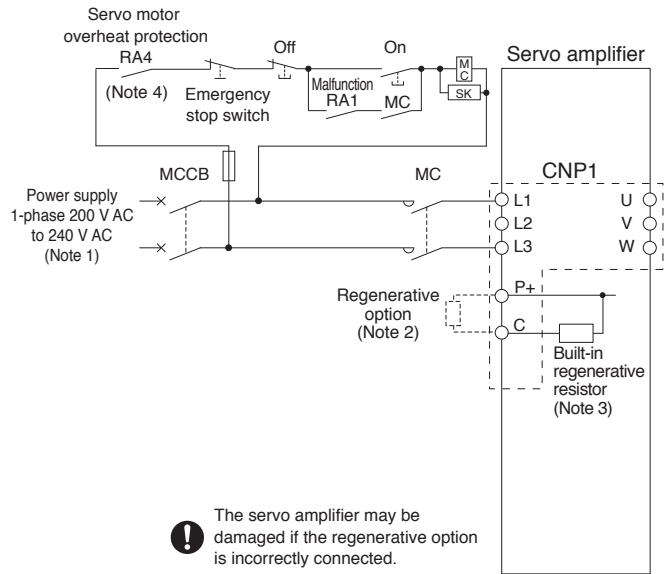 Servo motor
overheat protection
RA4
(Note 4)
Emergency
stop switch
Off
On
Malfunction
RA1
MC
M
C
SK
Servo amplifier
MCCB
MC
CNP1
Power supply
1-phase 200 V AC
to 240 V AC
(Note 1)
L1
U
L2
V
L3
W
Regenerative
option
(Note 2)
P+
C
Built-in
regenerative
resistor
(Note 3)
The servo amplifier may be
damaged if the regenerative option
is incorrectly connected.